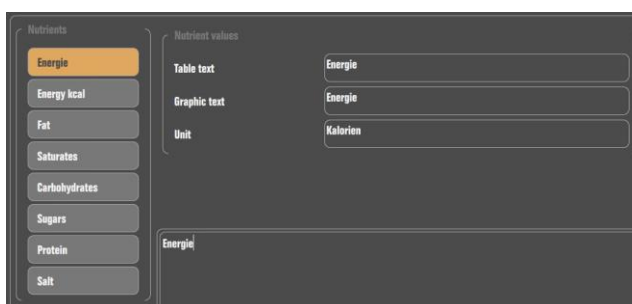 Nutrients
Energie
Energy kcal
Fat
Saturates
Carbohydrates
Sugars
Protein
Salt
Nutrient values
Table text Energie
Graphic text Energie
Unit Kalorien
Energie